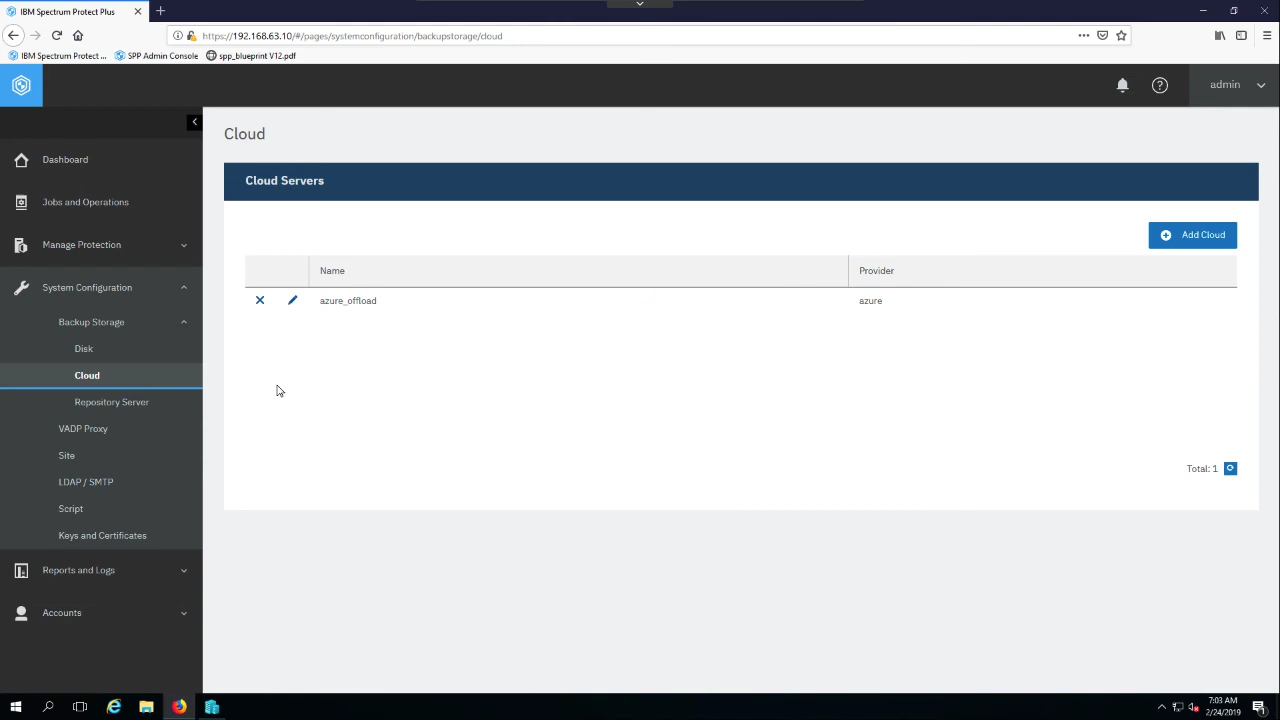 IBM Spectrum Protect Plus
https://192.168.63.10/#/pages/systemconfiguration/backupstorage/cloud
IBM Spectrum Protect ... SPP Admin Console spp_blueprint V12.pdf
admin
Cloud
Cloud Servers
Add Cloud
Name Provider
azure_offload azure
Total: 1
Dashboard
Jobs and Operations
Manage Protection
System Configuration
Backup Storage
Disk
Cloud
Repository Server
VADP Proxy
Site
LDAP / SMTP
Script
Keys and Certificates
Reports and Logs
Accounts
7:03 AM
2/24/2019
1